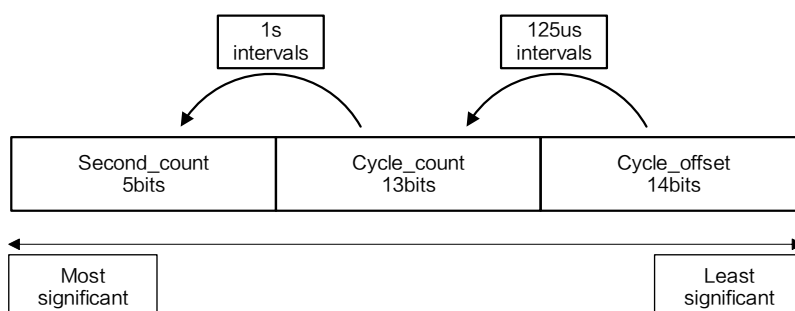 1s
intervals
125us
intervals
Second_count
5bits
Cycle_count
13bits
Cycle_offset
14bits
Most
significant
Least
significant